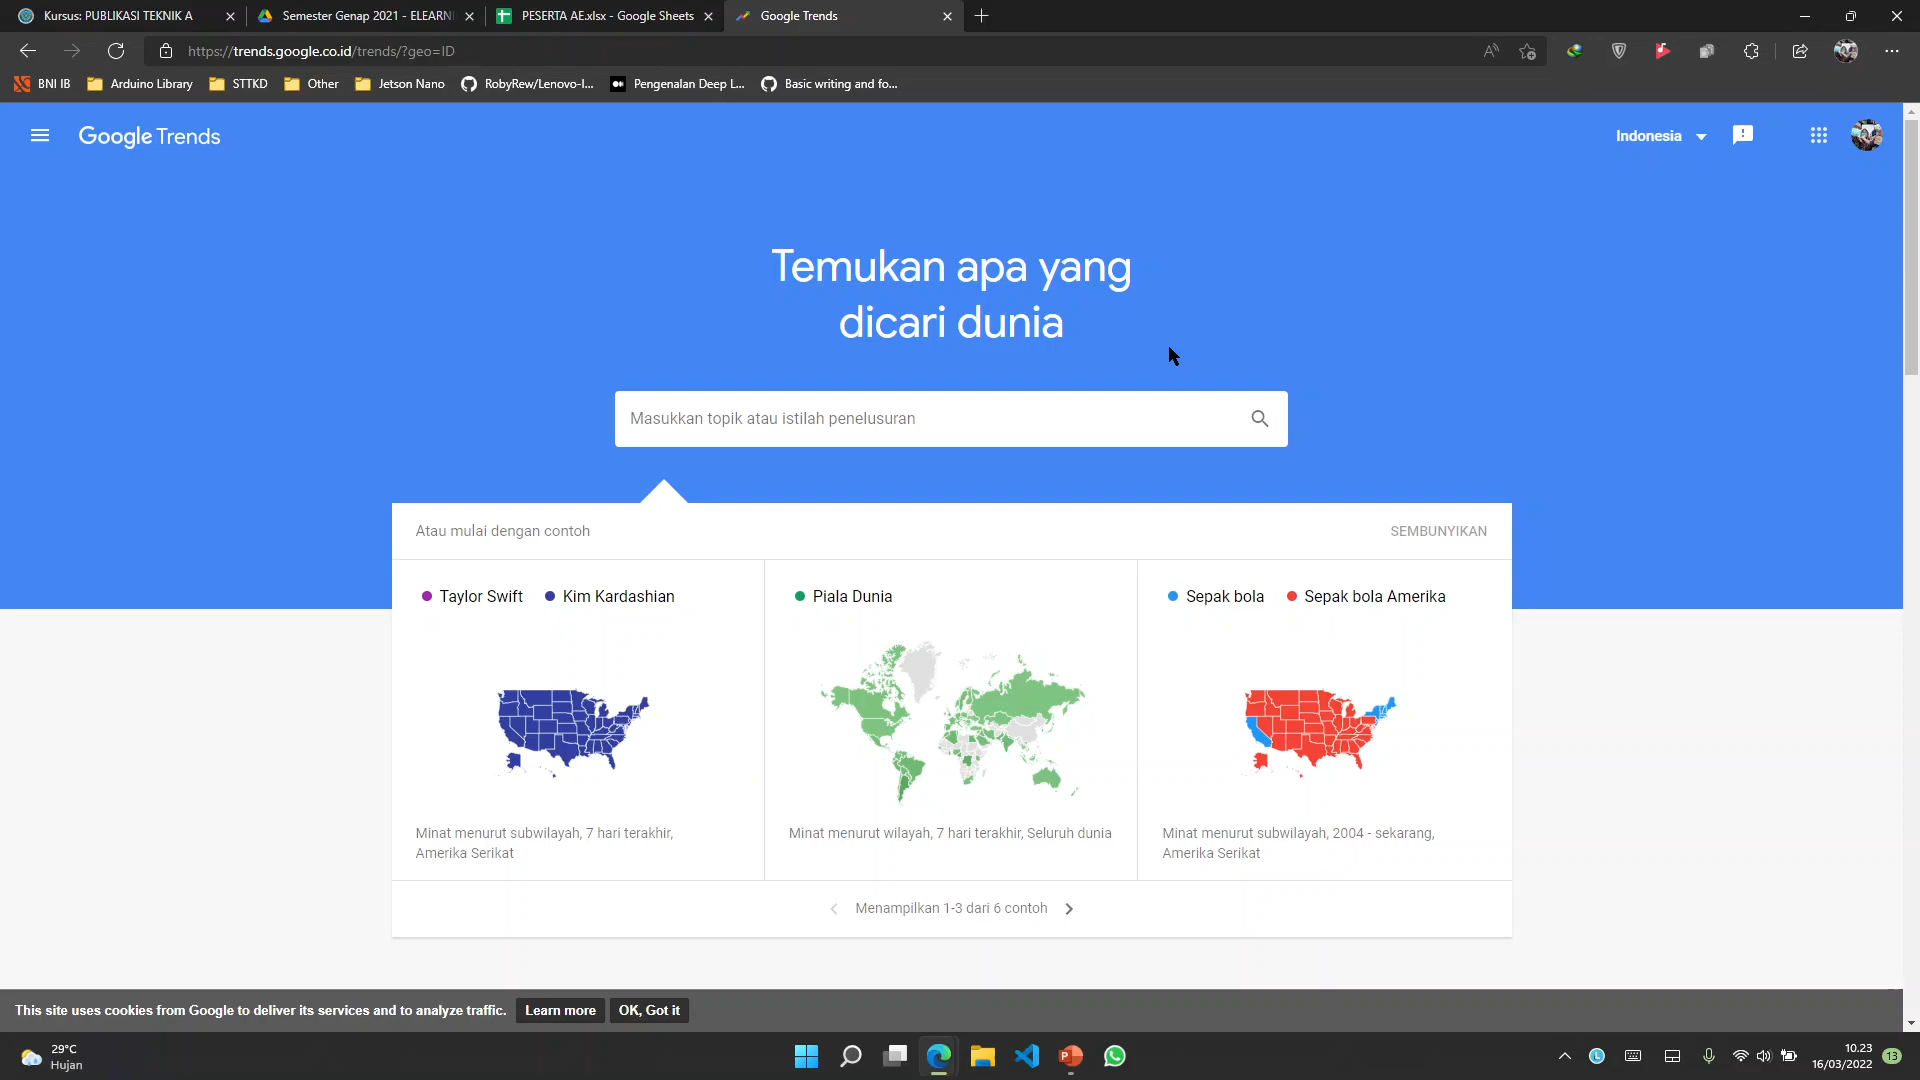 Kursus: PUBLIKASI TEKNIK A
Semester Genap 2021 - ELEARNI
PESERTA AE.xlsx - Google Sheets
Google Trends
https://trends.google.co.id/trends/?geo=ID
BNI IB
Arduino Library
STTKD
Other
Jetson Nano
RobyRew/Lenovo-I...
Pengenalan Deep L...
Basic writing and fo...
Google Trends
Indonesia
Temukan apa yang
dicari dunia
Masukkan topik atau istilah penelusuran
Atau mulai dengan contoh
SEMBUNYIKAN
Taylor Swift
Kim Kardashian
Piala Dunia
Sepak bola
Sepak bola Amerika
Minat menurut subwilayah, 7 hari terakhir,
Amerika Serikat
Minat menurut wilayah, 7 hari terakhir, Seluruh dunia
Minat menurut subwilayah, 2004 - sekarang,
Amerika Serikat
Menampilkan 1-3 dari 6 contoh
This site uses cookies from Google to deliver its services and to analyze traffic.
Learn more
OK, Got it
29°C
Hujan
10.23
16/03/2022
13